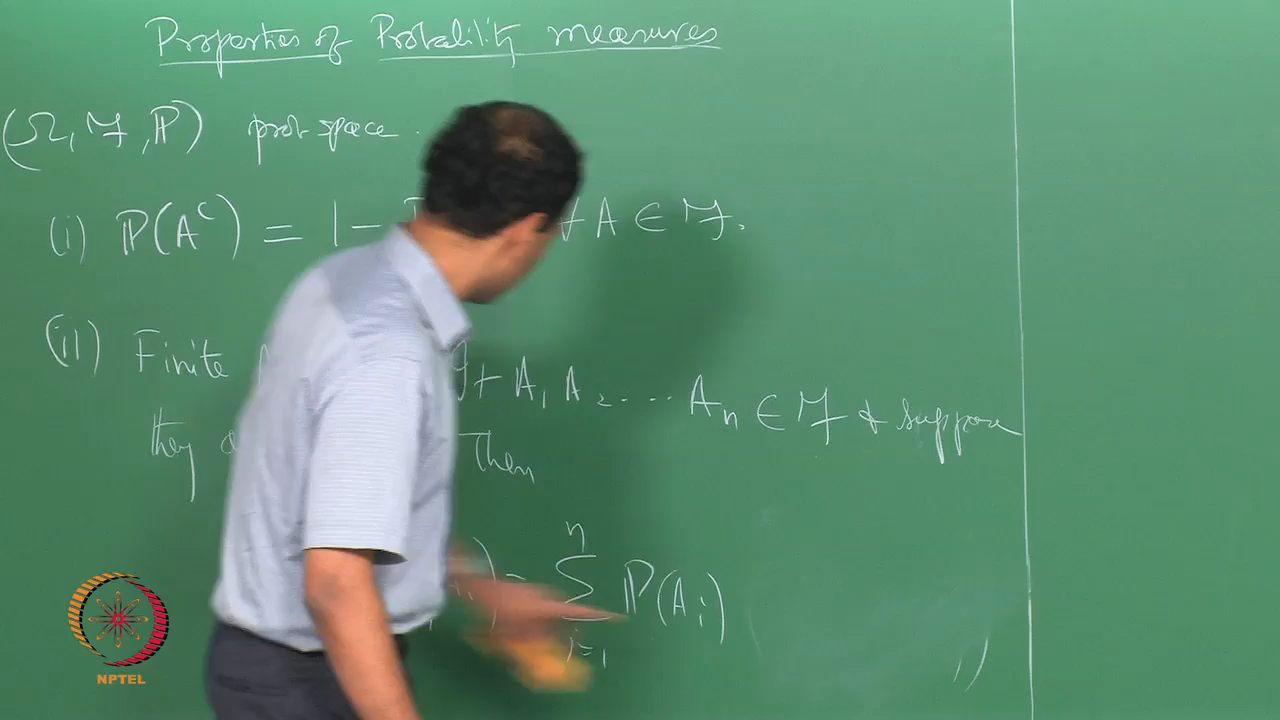 Properties of Probability measures
(Ω, ℱ, ℙ) prob space.
(i) ℙ(Aᶜ) = 1 − ∀ A ∈ ℱ.
(ii) Finite A₁ A₂ .... Aₙ ∈ ℱ & suppose
they Then
) = ∑ⁿᵢ₌₁ ℙ(Aᵢ)
NPTEL